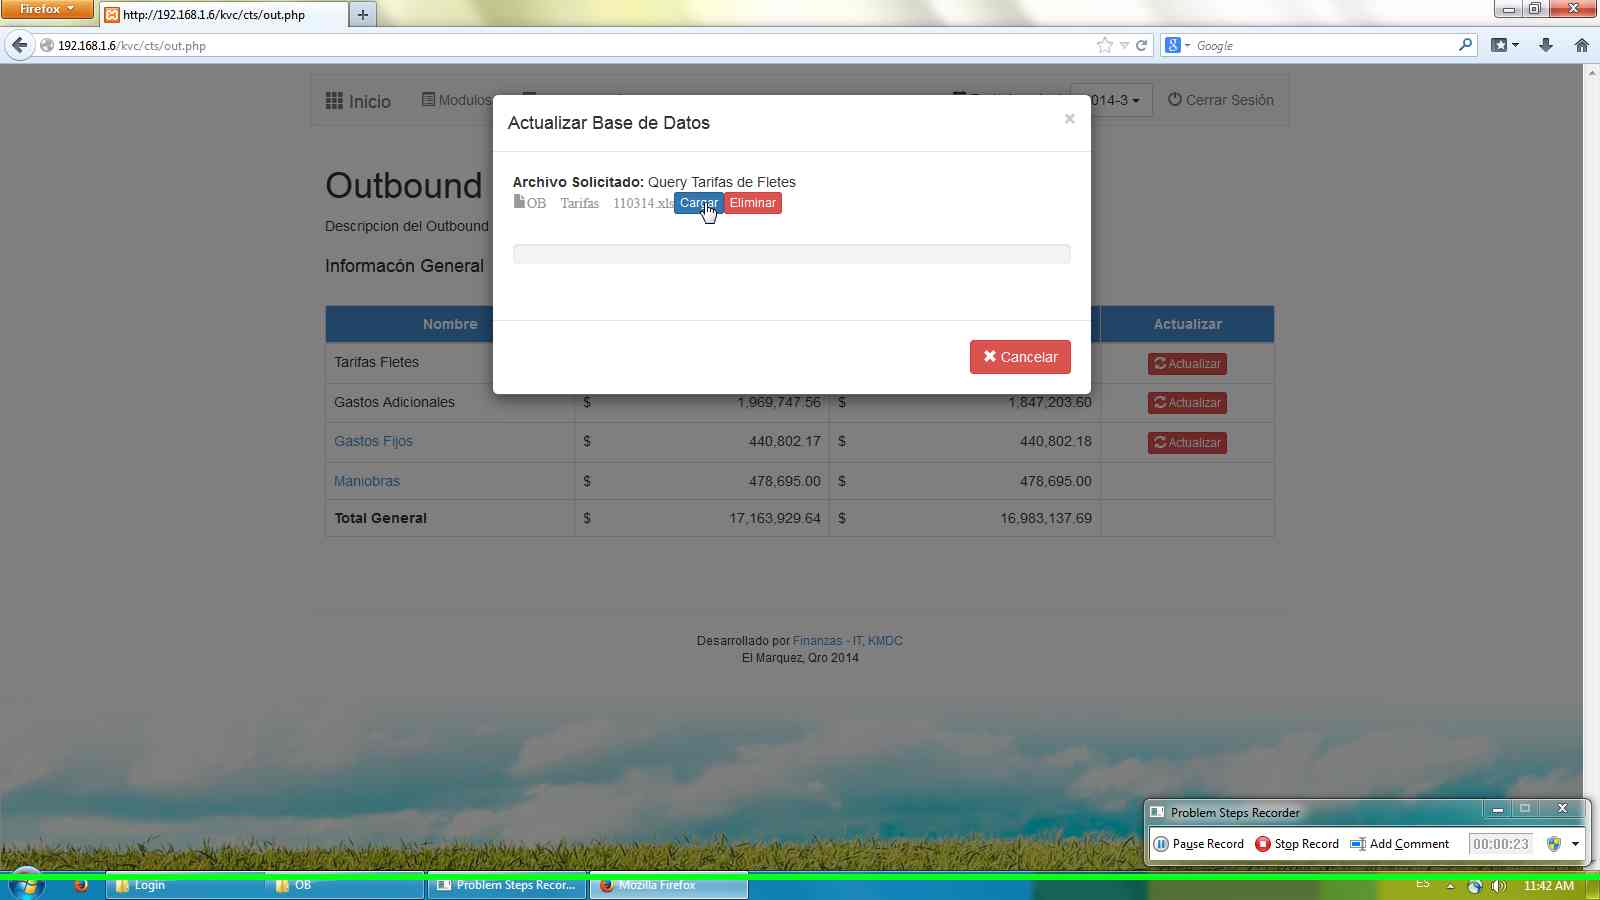 Firefox
http://192.168.1.6/kvc/cts/out.php
192.168.1.6/kvc/cts/out.php
Google
Inicio
Modulos
014-3
Cerrar Sesión
Actualizar Base de Datos
×
Archivo Solicitado: Query Tarifas de Fletes
OB Tarifas 110314.xls Cargar Eliminar
Cancelar
Outbound
Descripcion del Outbound
Informacón General
Nombre Actualizar
Tarifas Fletes Actualizar
Gastos Adicionales $ 1,969,747.56 $ 1,847,203.60 Actualizar
Gastos Fijos $ 440,802.17 $ 440,802.18 Actualizar
Maniobras $ 478,695.00 $ 478,695.00
Total General $ 17,163,929.64 $ 16,983,137.69
Desarrollado por Finanzas - IT, KMDC
El Marquez, Qro 2014
Problem Steps Recorder
Pause Record Stop Record Add Comment 00:00:23
Login
OB
Problem Steps Recor...
Mozilla Firefox
ES
11:42 AM